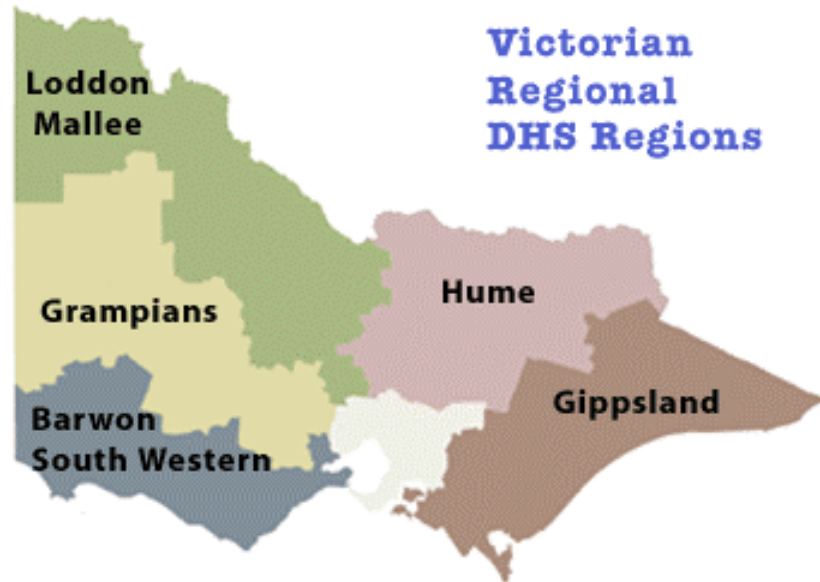 Victorian
Regional
DHS Regions
Loddon
Mallee
Hume
Grampians
Gippsland
Barwon
South Western